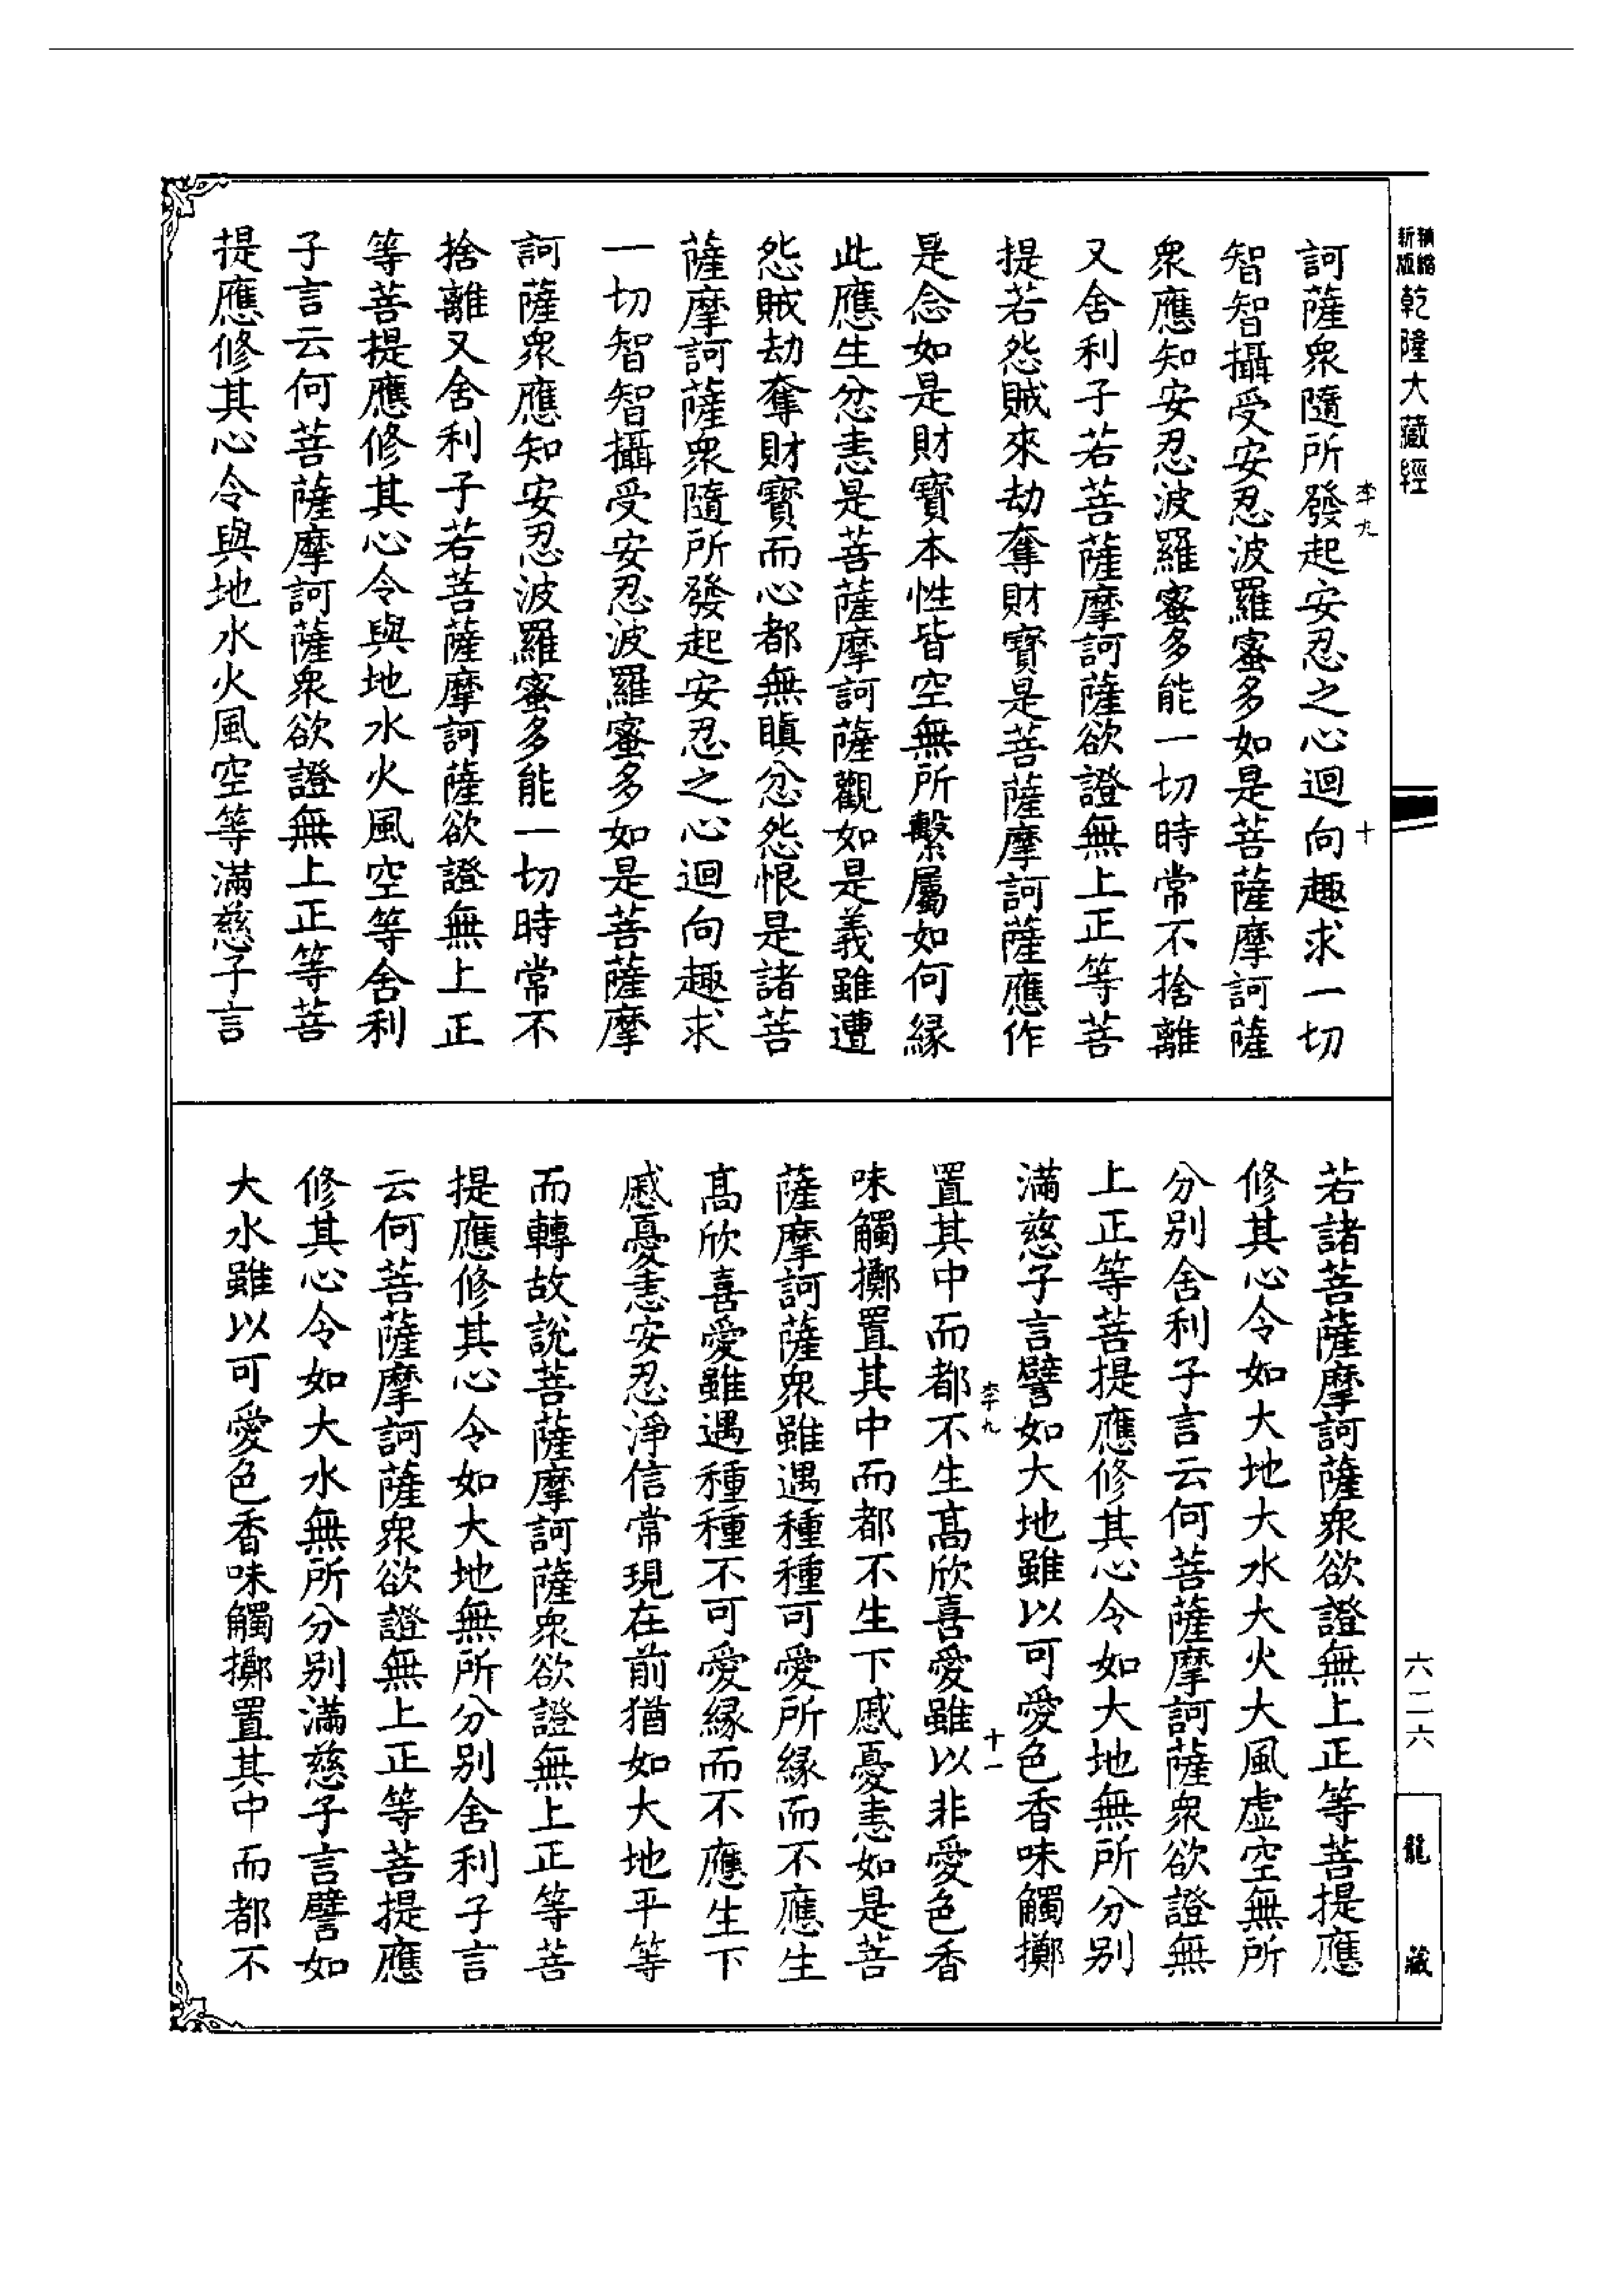 新版精縮乾隆大藏經
訶薩衆隨所發起安忍之心迴向趣求一切
李九
十
智智攝受安忍波羅蜜多如是菩薩摩訶薩
衆應知安忍波羅蜜多能一切時常不捨離
又舍利子若菩薩摩訶薩欲證無上正等菩
提若怨賊來劫奪財寶是菩薩摩訶薩應作
是念如是財寶本性皆空無所繫屬如何緣
此應生忿恚是菩薩摩訶薩觀如是義雖遭
怨賊劫奪財寶而心都無瞋忿怨恨是諸菩
薩摩訶薩衆隨所發起安忍之心迴向趣求
一切智智攝受安忍波羅蜜多如是菩薩摩
訶薩衆應知安忍波羅蜜多能一切時常不
捨離又舍利子若菩薩摩訶薩欲證無上正
等菩提應修其心令與地水火風空等舍利
子言云何菩薩摩訶薩衆欲證無上正等菩
提應修其心令與地水火風空等滿慈子言
若諸菩薩摩訶薩衆欲證無上正等菩提應
修其心令如大地大水大火大風虛空無所
分別舍利子言云何菩薩摩訶薩衆欲證無
上正等菩提應修其心令如大地無所分別
滿慈子言譬如大地雖以可愛色香味觸擲
李九
十一
置其中而都不生高欣喜愛雖以非愛色香
味觸擲置其中而都不生下慼憂恚如是菩
薩摩訶薩衆雖遇種種可愛所緣而不應生
高欣喜愛雖遇種種不可愛緣而不應生下
慼憂恚安忍淨信常現在前猶如大地平等
而轉故說菩薩摩訶薩衆欲證無上正等菩
提應修其心令如大地無所分別舍利子言
云何菩薩摩訶薩衆欲證無上正等菩提應
修其心令如大水無所分別滿慈子言譬如
大水雖以可愛色香味觸擲置其中而都不
六二六
龍藏